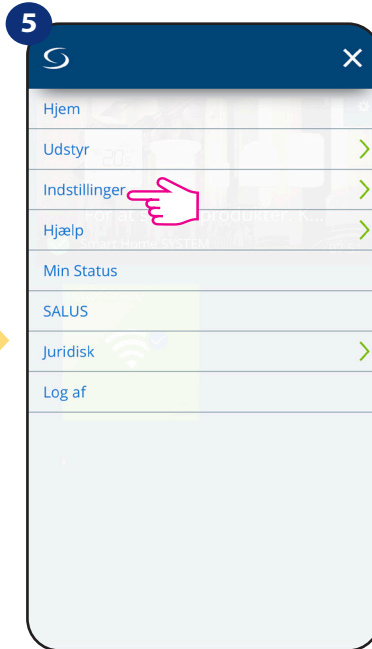 5
Hjem
Udstyr
Indstillinger
Hjælp
Min Status
SALUS
Juridisk
Log af